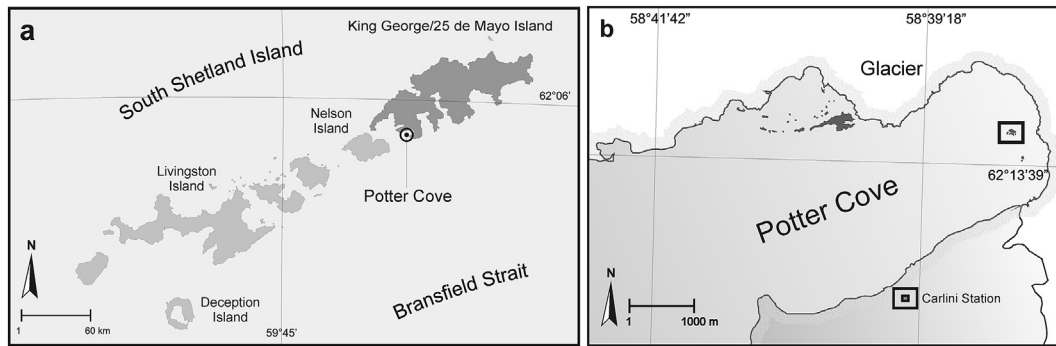 a
King George/25 de Mayo Island
South Shetland Island
62°06'
Nelson
Island
Livingston
Island
Potter Cove
N
Bransfield Strait
Deception
Island
1
60 km
59°45'
b
58°41'42”
58°39'18”
Glacier
62°13'39”
Potter Cove
N
1
1000 m
Carlini Station